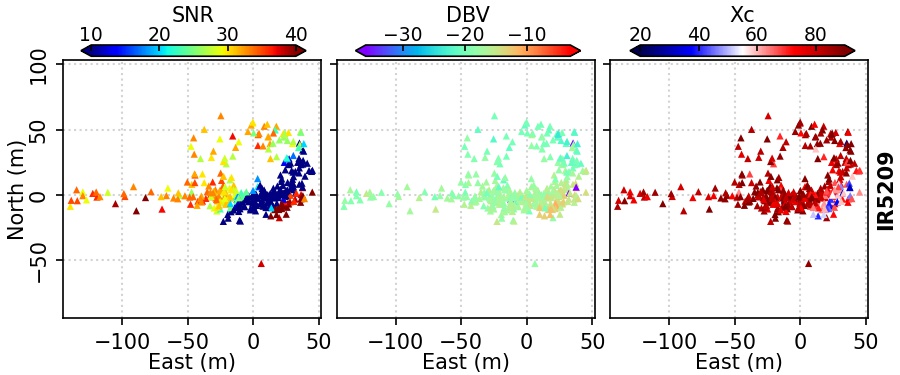 SNR DBV Xc
10 20 30 40 −30 −20 −10 20 40 60 80
100
50
0
−50
North (m)
−100 −50 0 50 −100 −50 0 50 −100 −50 0 50
East (m) East (m) East (m)
IR5209